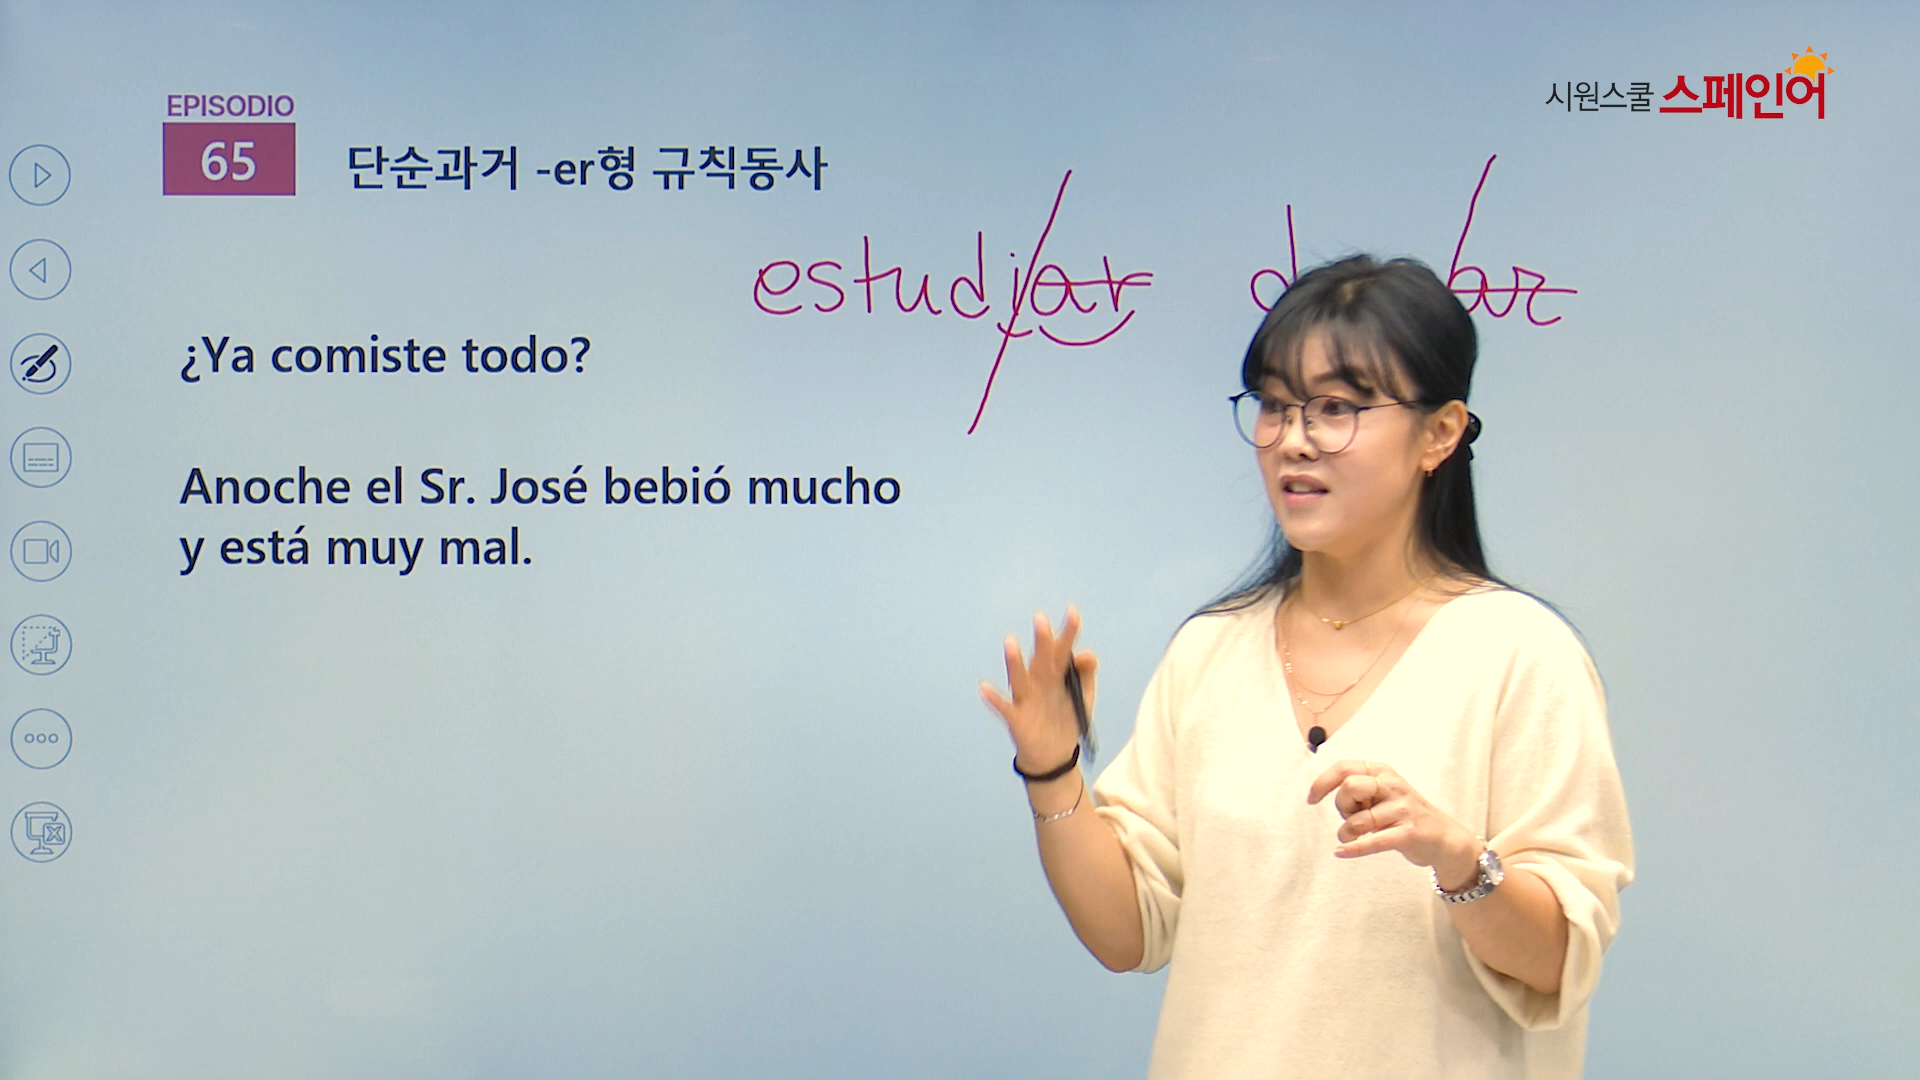 시원스쿨 스페인어
EPISODIO
65
단순과거 -er형 규칙동사
estudiar
¿Ya comiste todo?
Anoche el Sr. José bebió mucho
y está muy mal.